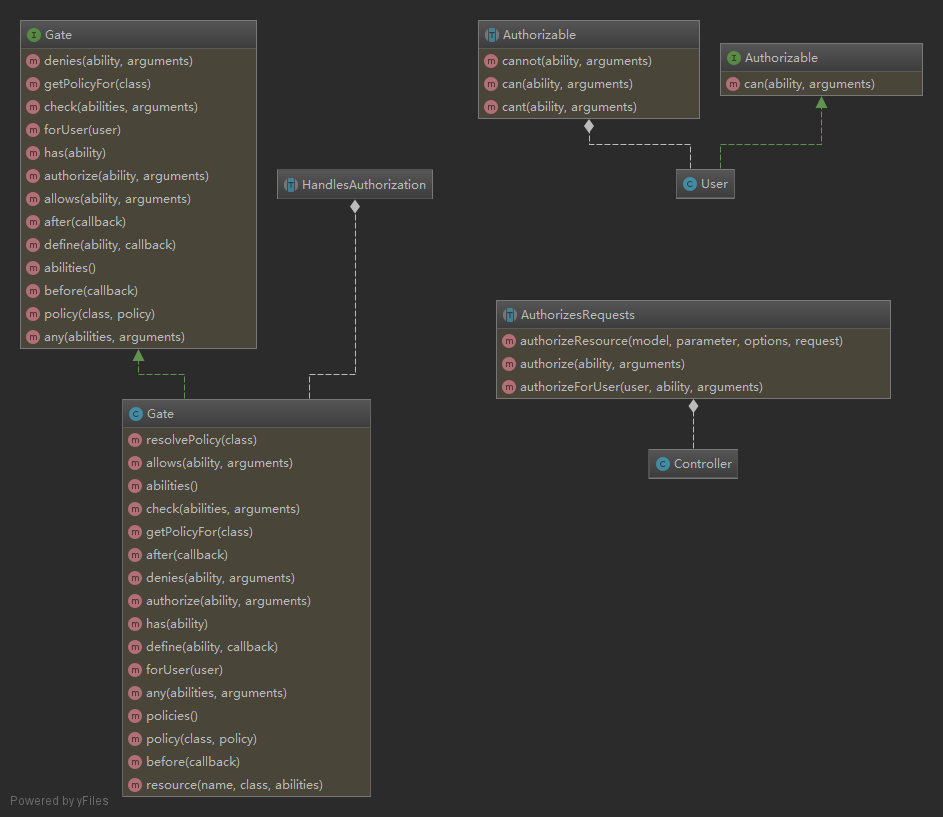 Gate
denies(ability, arguments)
getPolicyFor(class)
check(abilities, arguments)
forUser(user)
has(ability)
authorize(ability, arguments)
allows(ability, arguments)
after(callback)
define(ability, callback)
abilities()
before(callback)
policy(class, policy)
any(abilities, arguments)
HandlesAuthorization
Gate
resolvePolicy(class)
allows(ability, arguments)
abilities()
check(abilities, arguments)
getPolicyFor(class)
after(callback)
denies(ability, arguments)
authorize(ability, arguments)
has(ability)
define(ability, callback)
forUser(user)
any(abilities, arguments)
policies()
policy(class, policy)
before(callback)
resource(name, class, abilities)
Authorizable
cannot(ability, arguments)
can(ability, arguments)
cant(ability, arguments)
Authorizable
can(ability, arguments)
User
AuthorizesRequests
authorizeResource(model, parameter, options, request)
authorize(ability, arguments)
authorizeForUser(user, ability, arguments)
Controller
Powered by yFiles